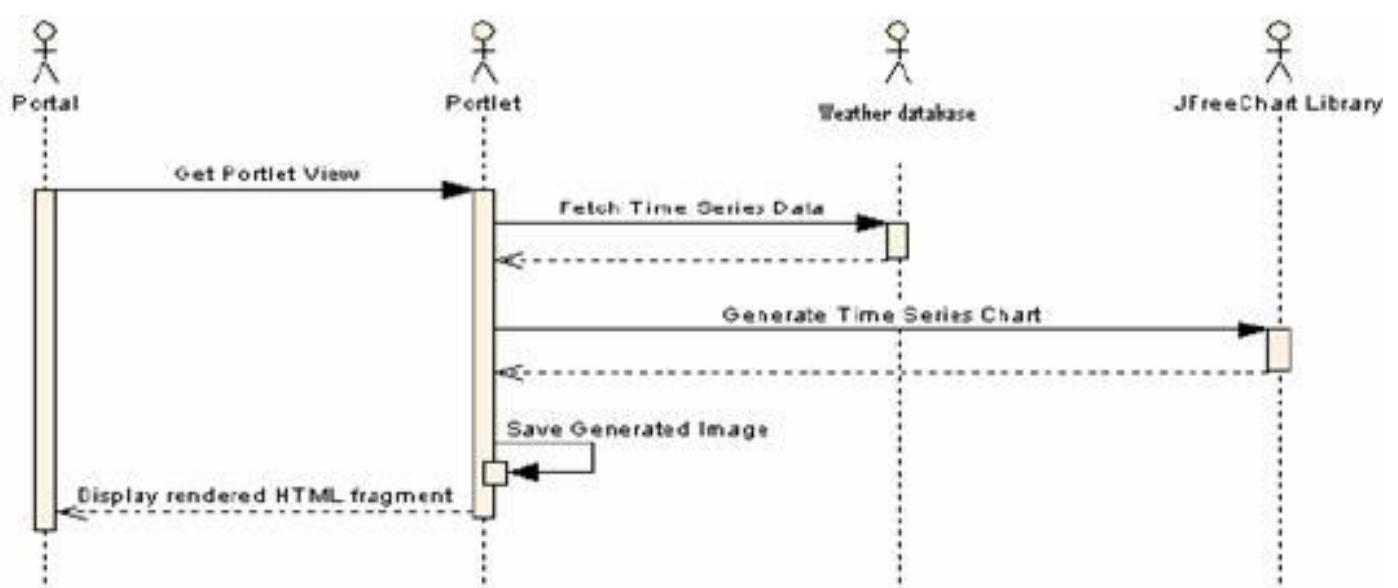 Portal
Portlet
Weather database
JFreeChart Library
Get Portlet View
Fetch Time Series Data
Generate Time Series Chart
Save Generated Image
Display rendered HTML fragment